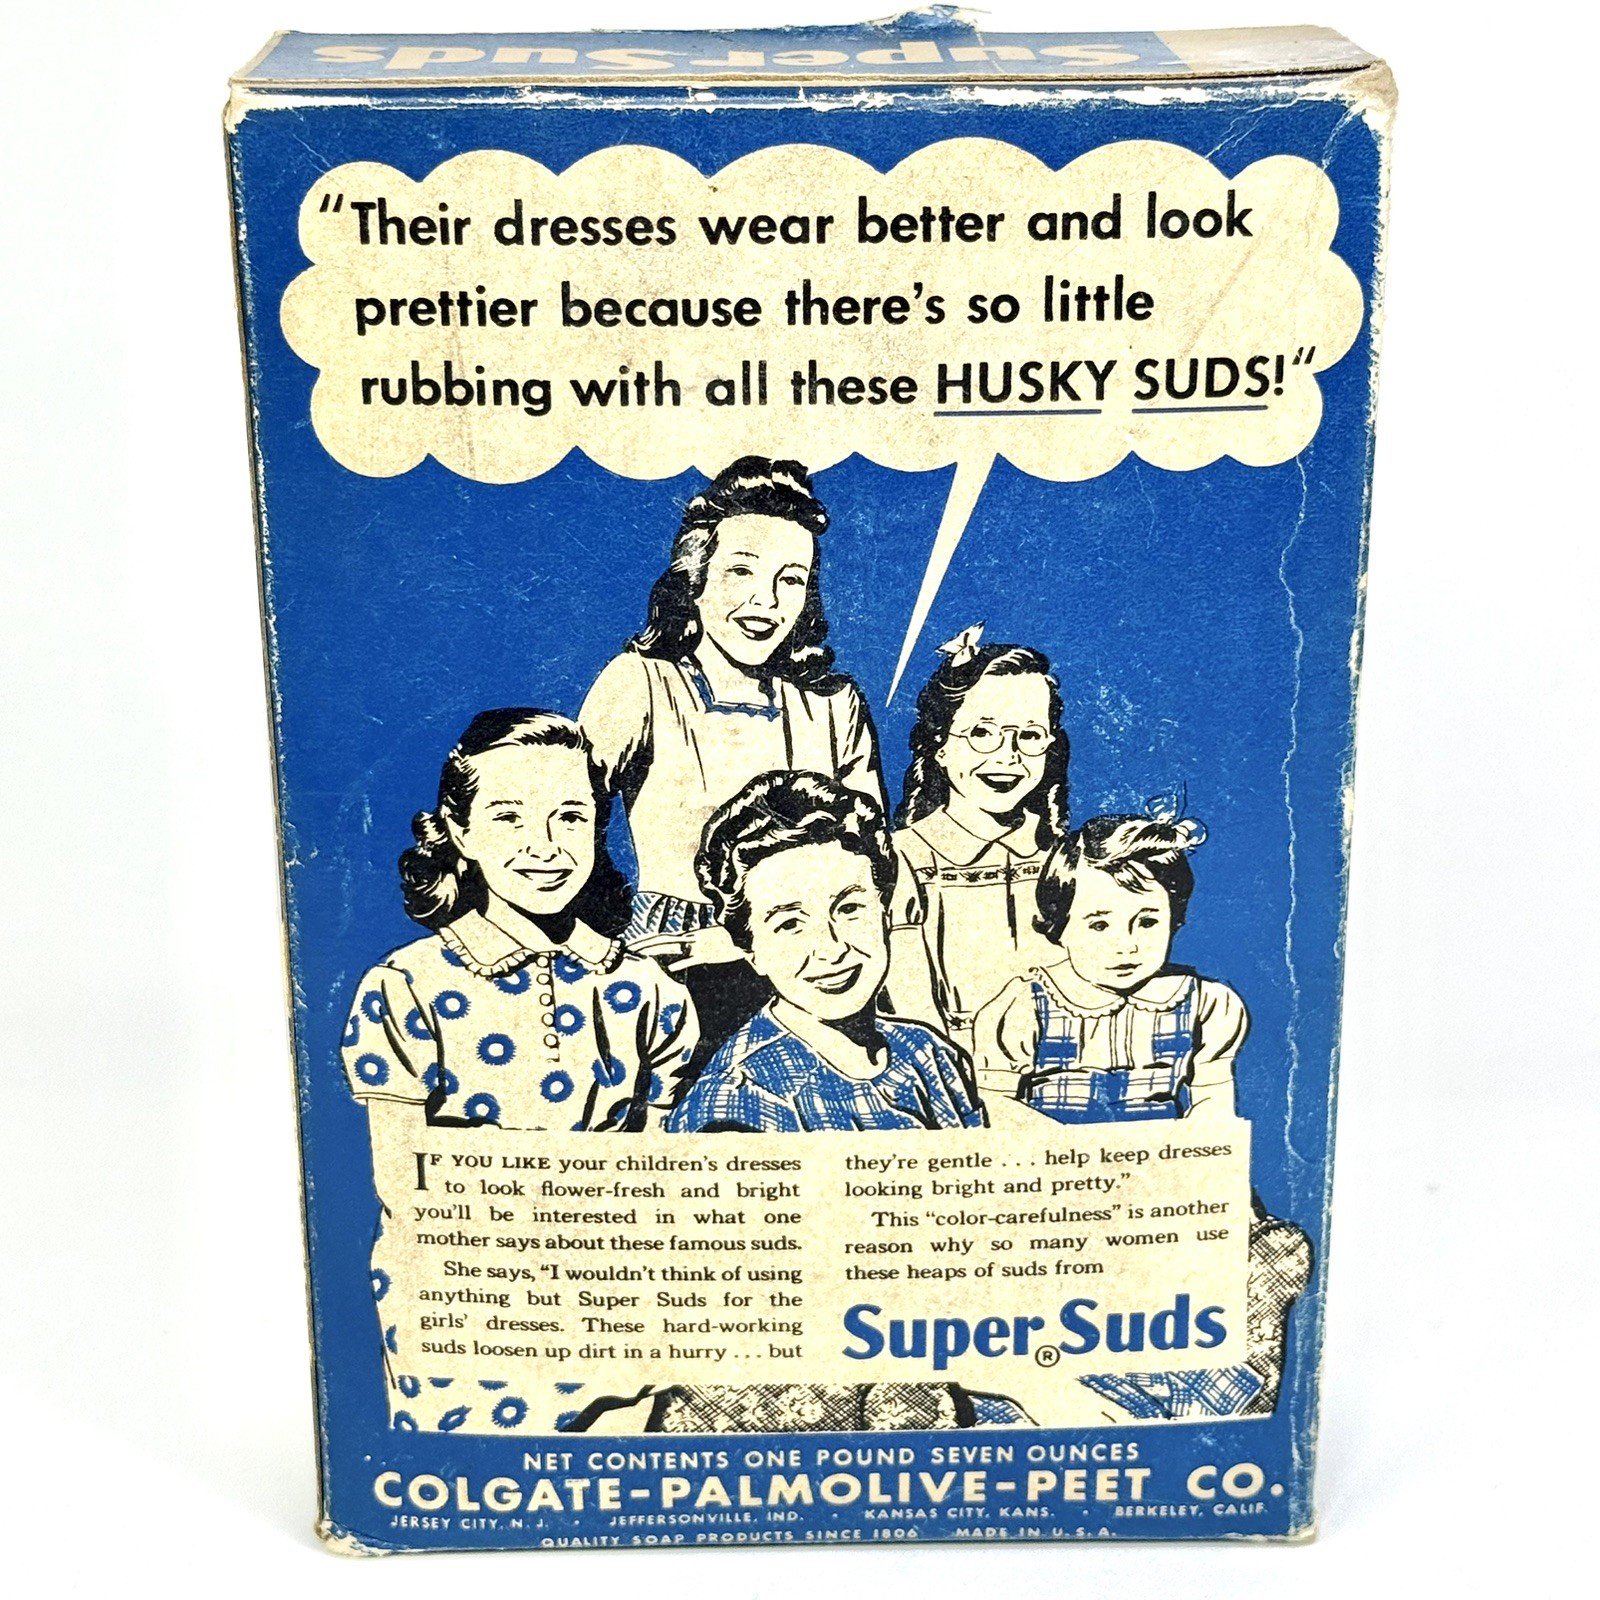 Super Suds
"Their dresses wear better and look
prettier because there's so little
rubbing with all these HUSKY SUDS!"
IF YOU LIKE your children's dresses
to look flower-fresh and bright
you'll be interested in what one
mother says about these famous suds.
She says, "I wouldn't think of using
anything but Super Suds for the
girls' dresses. These hard-working
suds loosen up dirt in a hurry . . . but
they're gentle . . . help keep dresses
looking bright and pretty."
This "color-carefulness" is another
reason why so many women use
these heaps of suds from
Super Suds ®
NET CONTENTS ONE POUND SEVEN OUNCES
COLGATE-PALMOLIVE-PEET CO.
JERSEY CITY, N. J. • JEFFERSONVILLE, IND. • KANSAS CITY, KANS. • BERKELEY, CALIF.
QUALITY SOAP PRODUCTS SINCE 1806 MADE IN U. S. A.